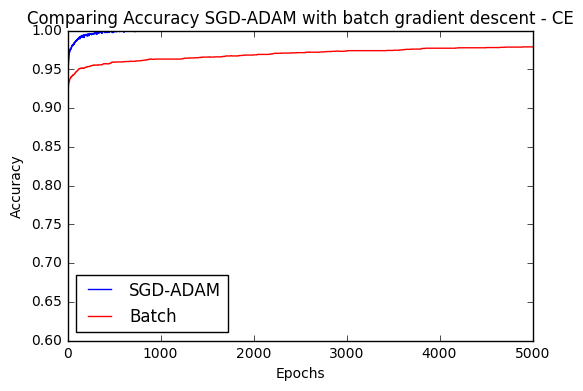 Comparing Accuracy SGD-ADAM with batch gradient descent - CE
1.00
0.95
0.90
0.85
0.80
0.75
0.70
0.65
0.60
Accuracy
SGD-ADAM
Batch
0 1000 2000 3000 4000 5000
Epochs